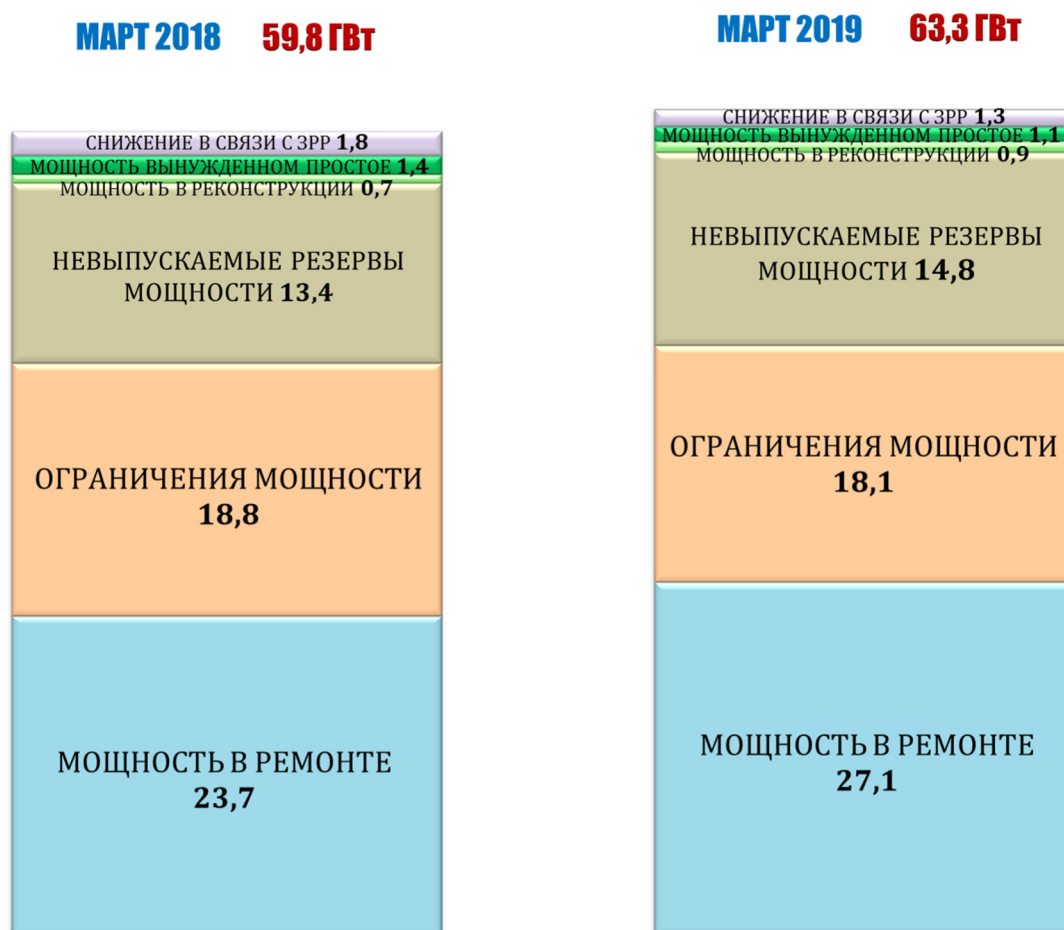 МАРТ 2018 59,8 ГВт
СНИЖЕНИЕ В СВЯЗИ С ЗРР 1,8
МОЩНОСТЬ ВЫНУЖДЕННОМ ПРОСТОЕ 1,4
МОЩНОСТЬ В РЕКОНСТРУКЦИИ 0,7
НЕВЫПУСКАЕМЫЕ РЕЗЕРВЫ
МОЩНОСТИ 13,4
ОГРАНИЧЕНИЯ МОЩНОСТИ
18,8
МОЩНОСТЬ В РЕМОНТЕ
23,7
МАРТ 2019 63,3 ГВт
СНИЖЕНИЕ В СВЯЗИ С ЗРР 1,3
МОЩНОСТЬ ВЫНУЖДЕННОМ ПРОСТОЕ 1,1
МОЩНОСТЬ В РЕКОНСТРУКЦИИ 0,9
НЕВЫПУСКАЕМЫЕ РЕЗЕРВЫ
МОЩНОСТИ 14,8
ОГРАНИЧЕНИЯ МОЩНОСТИ
18,1
МОЩНОСТЬ В РЕМОНТЕ
27,1